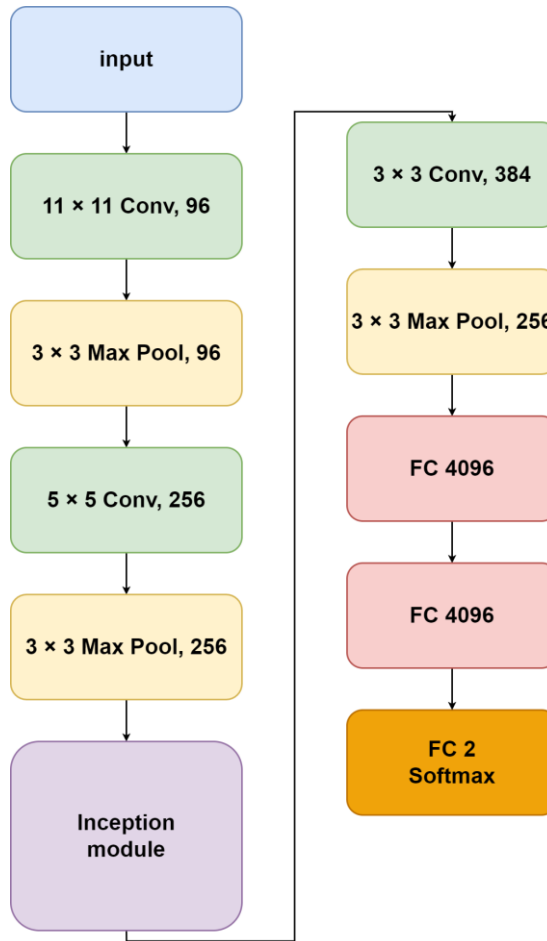 input
11 × 11 Conv, 96
3 × 3 Max Pool, 96
5 × 5 Conv, 256
3 × 3 Max Pool, 256
Inception
module
3 × 3 Conv, 384
3 × 3 Max Pool, 256
FC 4096
FC 4096
FC 2
Softmax